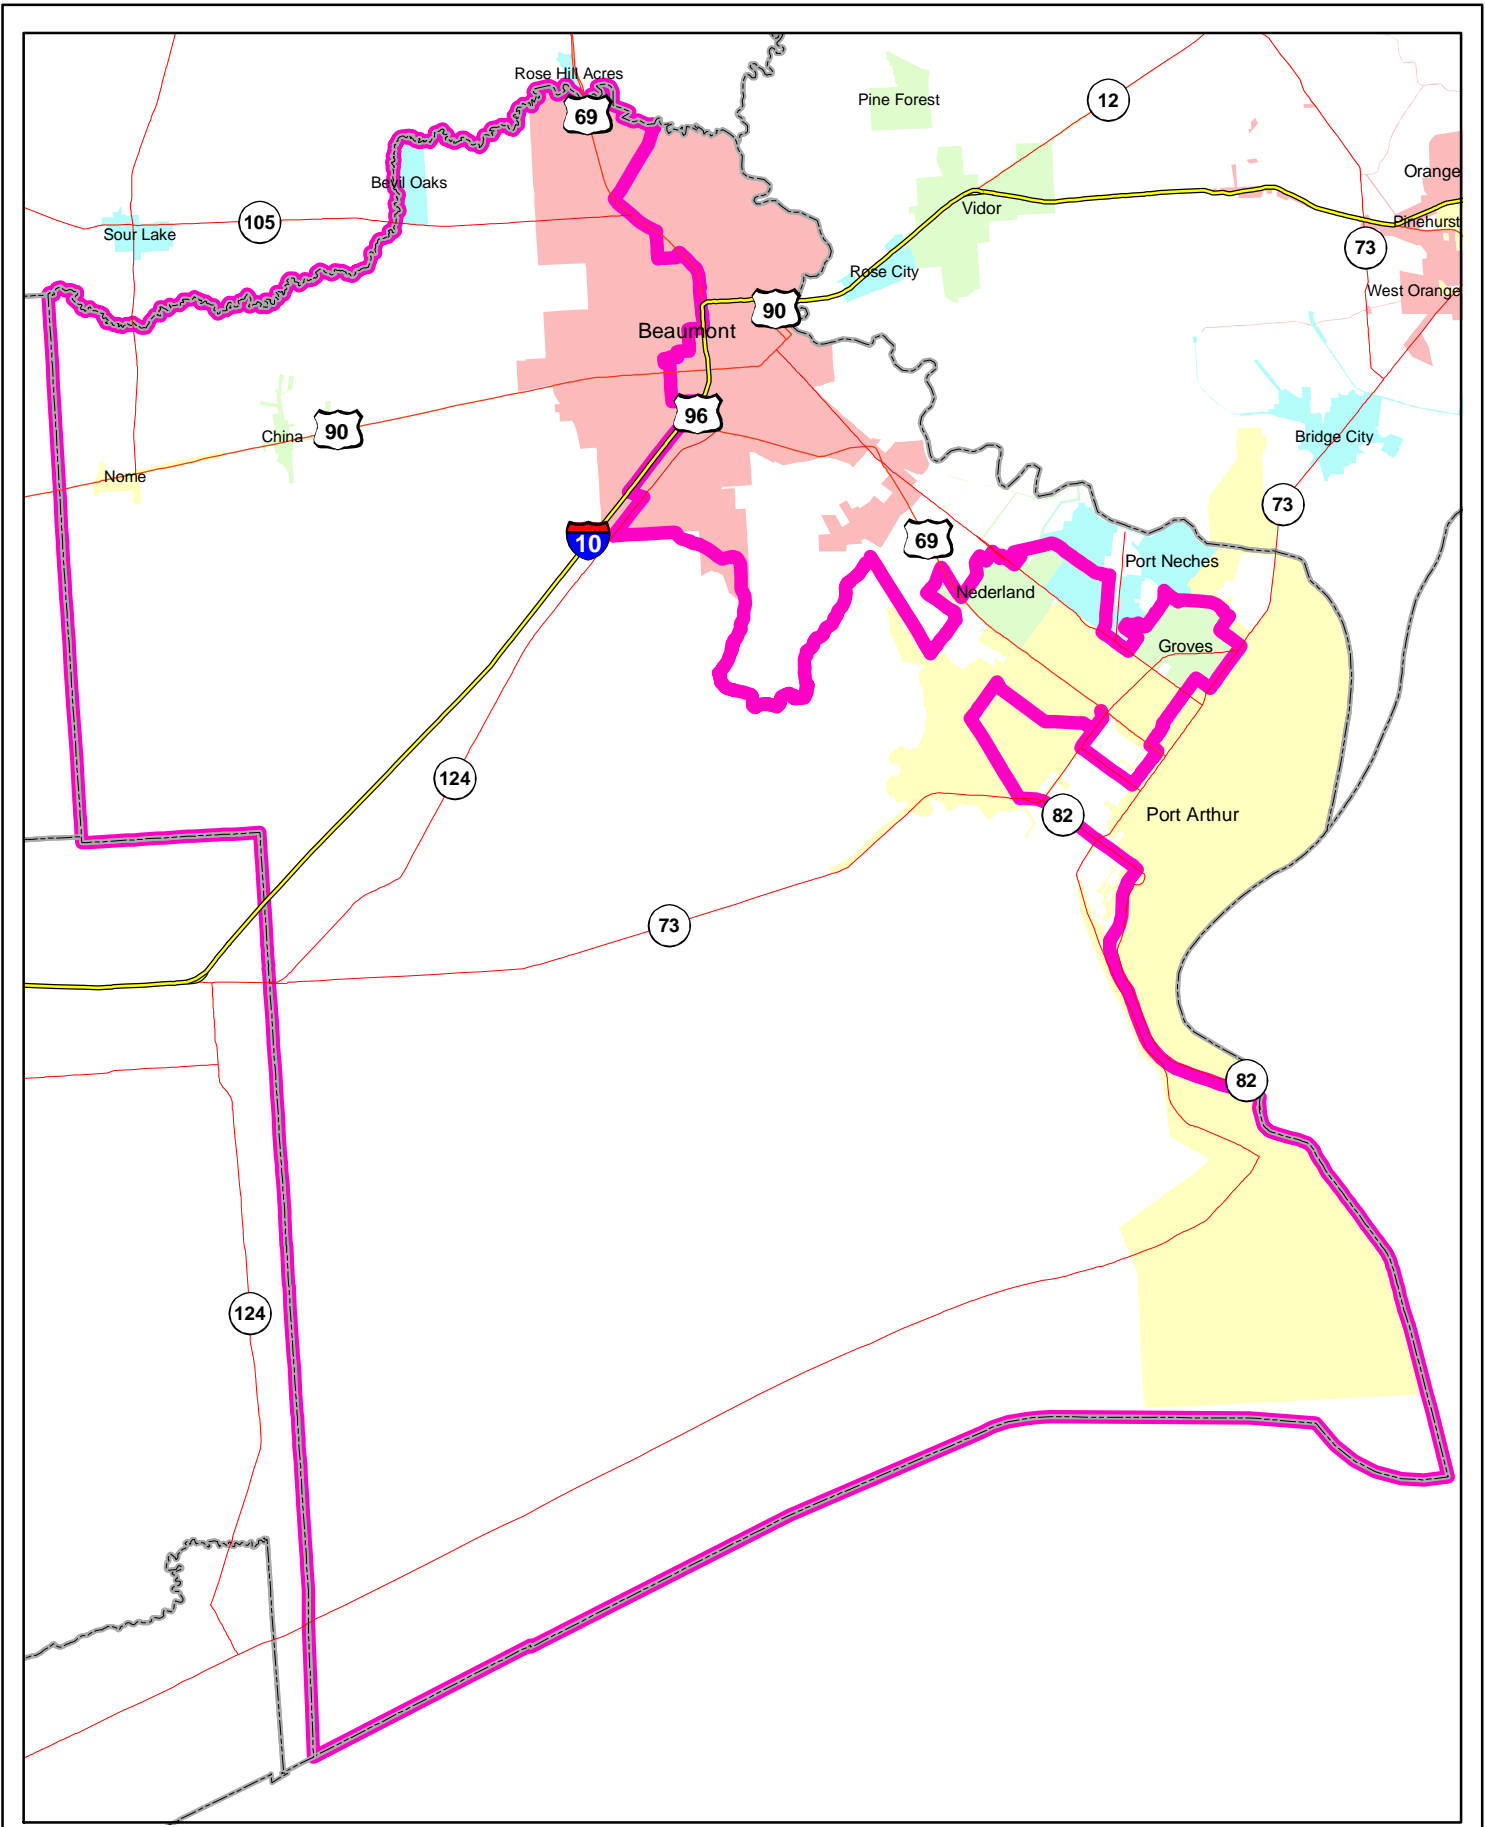 Rose Hill Acres
69
Pine Forest
12
Bevil Oaks
Orange
105
Sour Lake
Vidor
Pinehurst
73
Rose City
West Orange
90
Beaumont
96
China
90
Bridge City
Nome
73
10
69
Port Neches
Nederland
Groves
124
82
Port Arthur
73
82
124